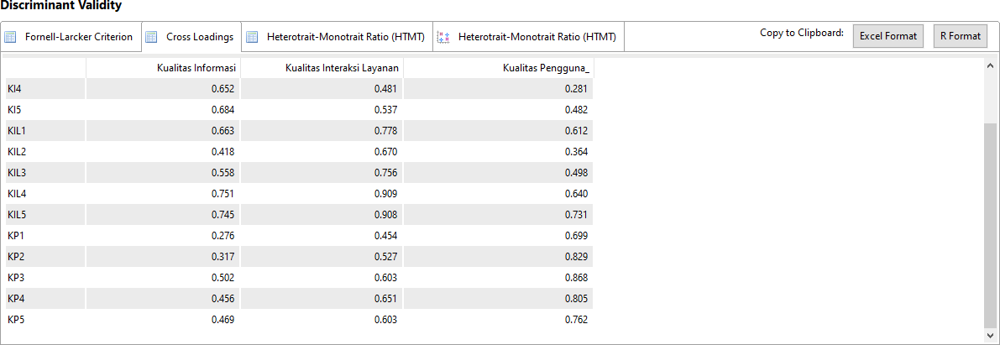 Discriminant Validity
Fornell-Larcker Criterion Cross Loadings Heterotrait-Monotrait Ratio (HTMT) Heterotrait-Monotrait Ratio (HTMT) Copy to Clipboard: Excel Format R Format
Kualitas Informasi Kualitas Interaksi Layanan Kualitas Pengguna_
KI4 0.652 0.481 0.281
KI5 0.684 0.537 0.482
KIL1 0.663 0.778 0.612
KIL2 0.418 0.670 0.364
KIL3 0.558 0.756 0.498
KIL4 0.751 0.909 0.640
KIL5 0.745 0.908 0.731
KP1 0.276 0.454 0.699
KP2 0.317 0.527 0.829
KP3 0.502 0.603 0.868
KP4 0.456 0.651 0.805
KP5 0.469 0.603 0.762